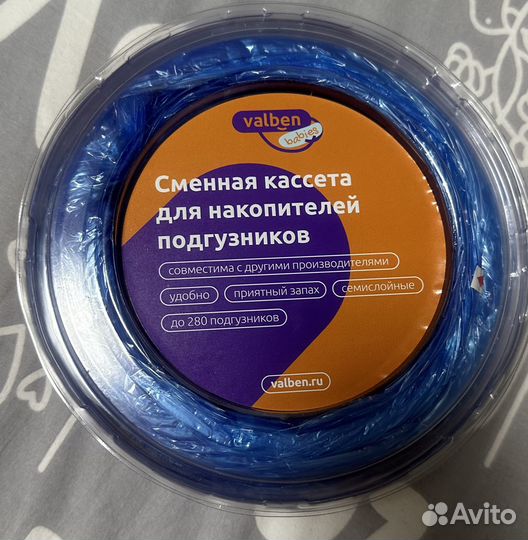 valben
babies
Сменная кассета
для накопителей
подгузников
совместима с другими производителями
удобно приятный запах семислойные
до 280 подгузников
valben.ru
Avito